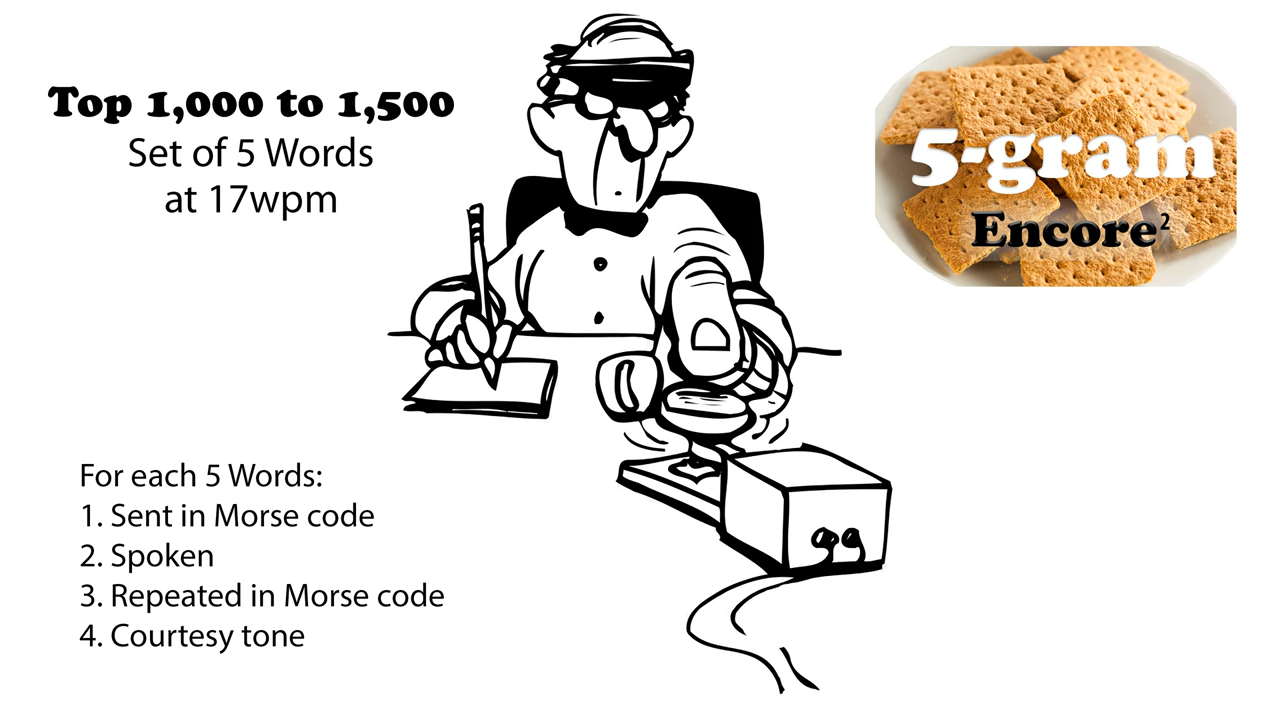 Top 1,000 to 1,500
Set of 5 Words
at 17wpm
5-gram
Encore²
For each 5 Words:
1. Sent in Morse code
2. Spoken
3. Repeated in Morse code
4. Courtesy tone